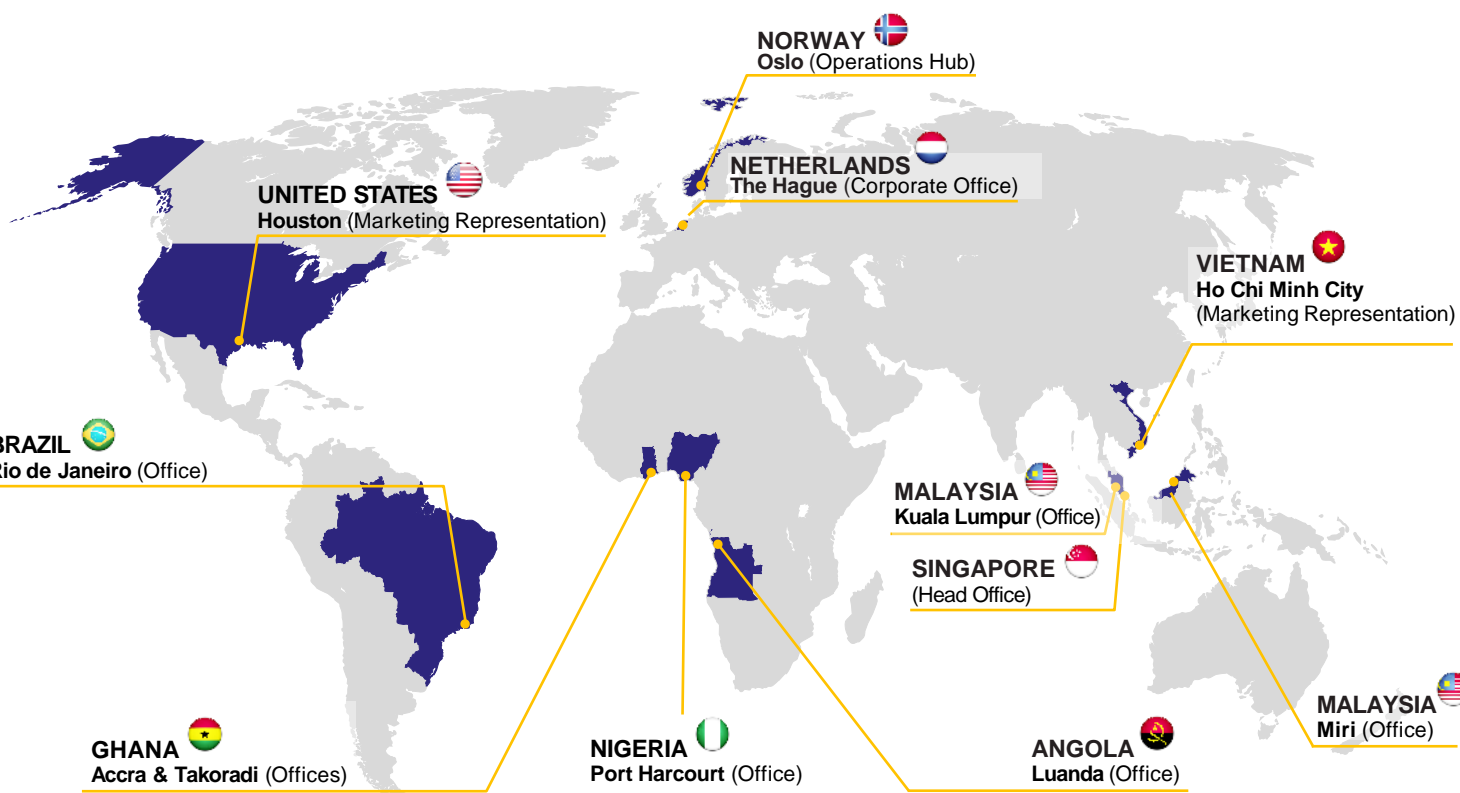 NORWAY
Oslo (Operations Hub)
NETHERLANDS
The Hague (Corporate Office)
UNITED STATES
Houston (Marketing Representation)
VIETNAM
Ho Chi Minh City
(Marketing Representation)
BRAZIL
Rio de Janeiro (Office)
MALAYSIA
Kuala Lumpur (Office)
SINGAPORE
(Head Office)
MALAYSIA
Miri (Office)
GHANA
Accra & Takoradi (Offices)
NIGERIA
Port Harcourt (Office)
ANGOLA
Luanda (Office)